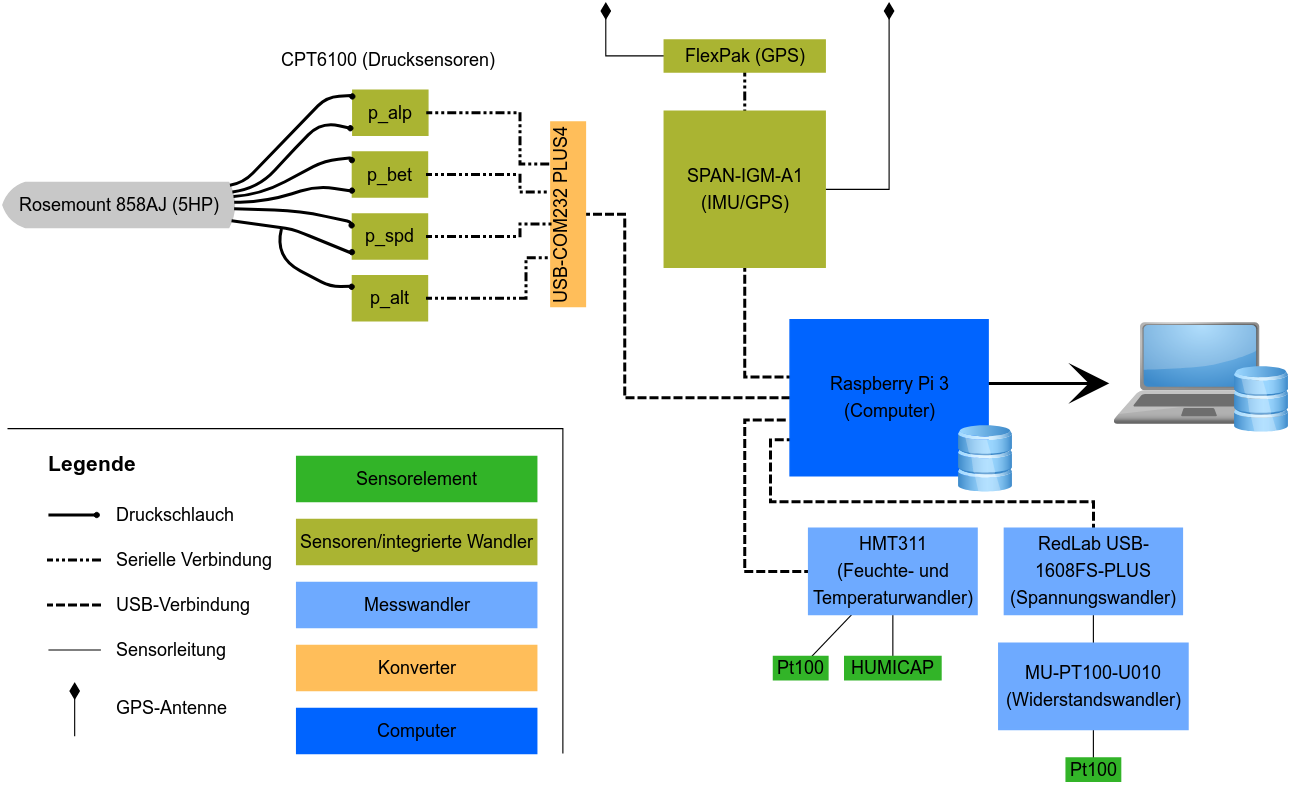 CPT6100 (Drucksensoren)
FlexPak (GPS)
p_alp
p_bet
p_spd
p_alt
Rosemount 858AJ (5HP)
USB-COM232 PLUS4
SPAN-IGM-A1
(IMU/GPS)
Raspberry Pi 3
(Computer)
HMT311
(Feuchte- und
Temperaturwandler)
RedLab USB-
1608FS-PLUS
(Spannungswandler)
Pt100
HUMICAP
MU-PT100-U010
(Widerstandswandler)
Pt100
Legende
Druckschlauch
Serielle Verbindung
USB-Verbindung
Sensorleitung
GPS-Antenne
Sensorelement
Sensoren/integrierte Wandler
Messwandler
Konverter
Computer